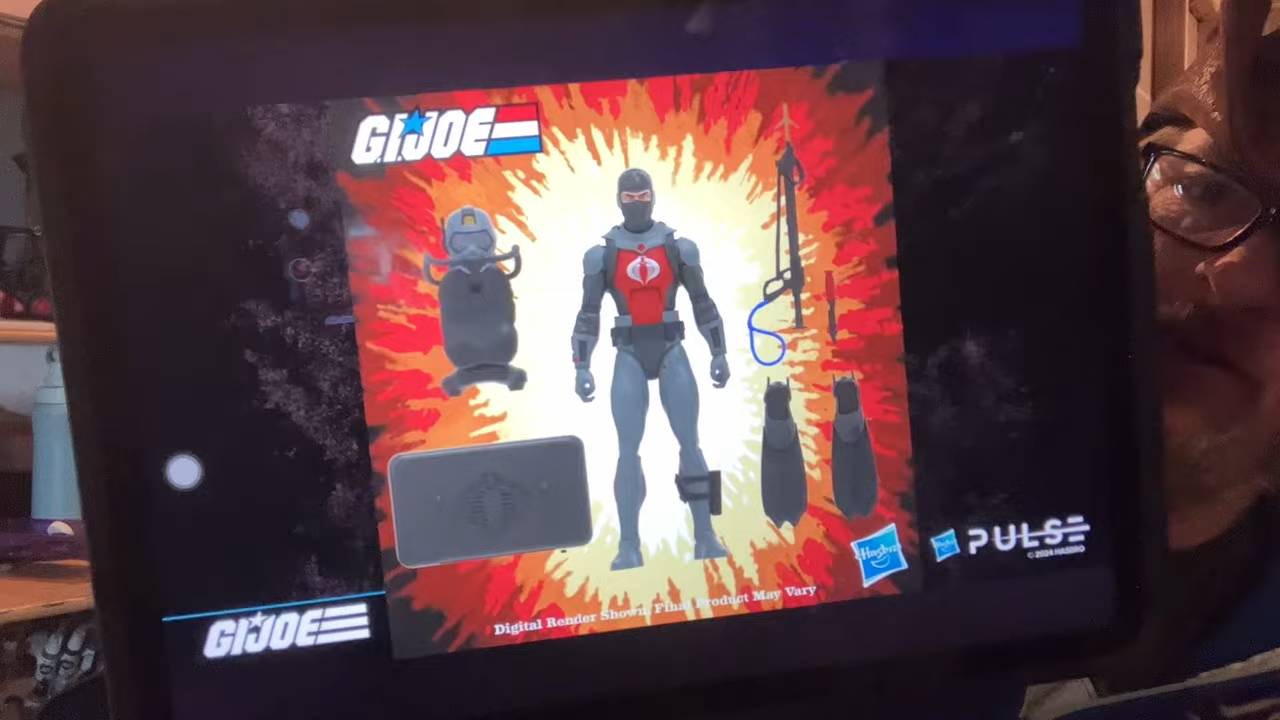 G.I.JOE
Hasbro
PULSE
© 2024 HASBRO
Digital Render Shown. Final Product May Vary
G.I.JOE